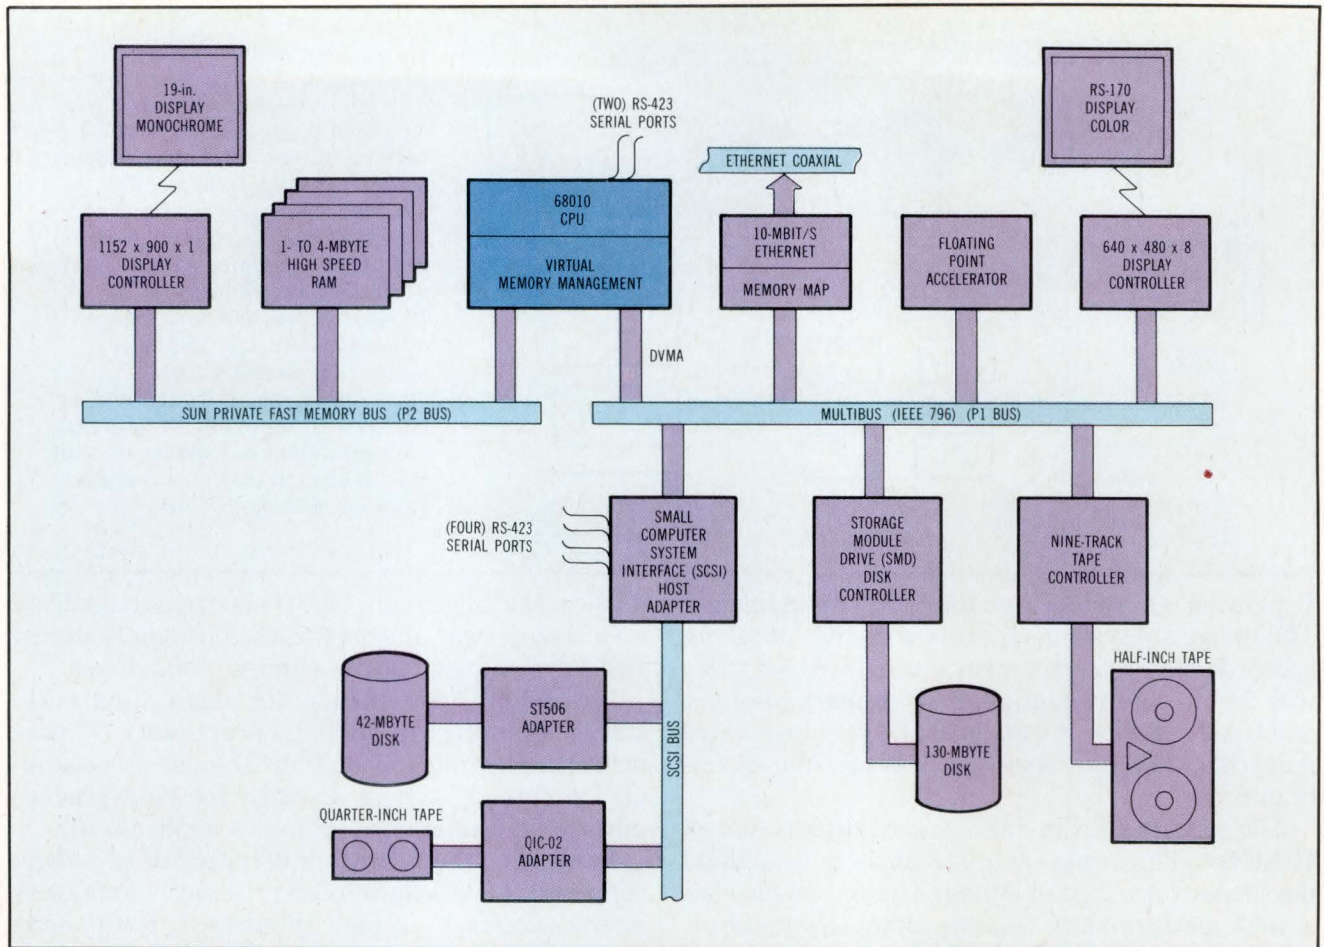 19-in.
DISPLAY
MONOCHROME
(TWO) RS-423
SERIAL PORTS
RS-170
DISPLAY
COLOR
ETHERNET COAXIAL
1152 x 900 x 1
DISPLAY
CONTROLLER
1- TO 4-MBYTE
HIGH SPEED
RAM
68010
CPU
VIRTUAL
MEMORY MANAGEMENT
10-MBIT/S
ETHERNET
MEMORY MAP
FLOATING
POINT
ACCELERATOR
640 x 480 x 8
DISPLAY
CONTROLLER
DVMA
SUN PRIVATE FAST MEMORY BUS (P2 BUS)
MULTIBUS (IEEE 796) (P1 BUS)
(FOUR) RS-423
SERIAL PORTS
SMALL
COMPUTER
SYSTEM
INTERFACE (SCSI)
HOST
ADAPTER
STORAGE
MODULE
DRIVE (SMD)
DISK
CONTROLLER
NINE-TRACK
TAPE
CONTROLLER
42-MBYTE
DISK
ST506
ADAPTER
SCSI BUS
130-MBYTE
DISK
HALF-INCH TAPE
QUARTER-INCH TAPE
QIC-02
ADAPTER